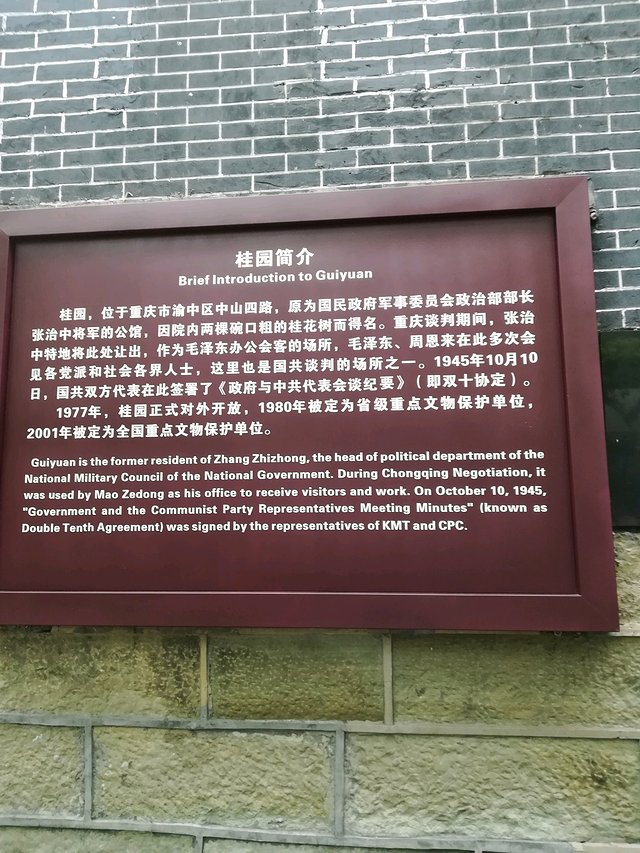 桂园简介
Brief Introduction to Guiyuan
桂园，位于重庆市渝中区中山四路，原为国民政府军事委员会政治部部长
张治中将军的公馆，因院内两棵碗口粗的桂花树而得名。重庆谈判期间，张治
中特地将此处让出，作为毛泽东办公会客的场所，毛泽东、周恩来在此多次会
见各党派和社会各界人士，这里也是国共谈判的场所之一。1945年10月10
日，国共双方代表在此签署了《政府与中共代表会谈纪要》（即双十协定）。
1977年，桂园正式对外开放，1980年被定为省级重点文物保护单位，
2001年被定为全国重点文物保护单位。
Guiyuan is the former resident of Zhang Zhizhong, the head of political department of the
National Military Council of the National Government. During Chongqing Negotiation, it
was used by Mao Zedong as his office to receive visitors and work. On October 10, 1945,
"Government and the Communist Party Representatives Meeting Minutes" (known as
Double Tenth Agreement) was signed by the representatives of KMT and CPC.